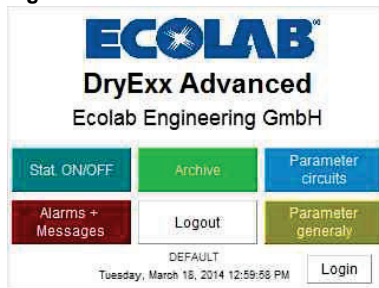 ECOLAB®
DryExx Advanced
Ecolab Engineering GmbH
Stat. ON/OFF
Archive
Parameter
circuits
Alarms +
Messages
Logout
Parameter
generaly
DEFAULT
Tuesday, March 18, 2014 12:59:58 PM
Login